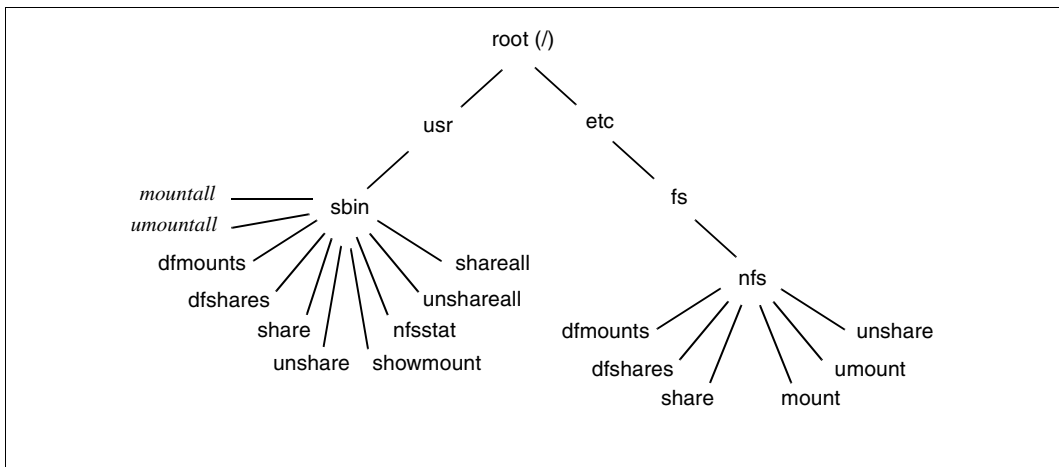 root (/)
usr
etc
mountall
sbin
fs
umountall
dfmounts
shareall
nfs
dfshares
unshareall
share
nfsstat
dfmounts
unshare
unshare
showmount
dfshares
umount
share
mount